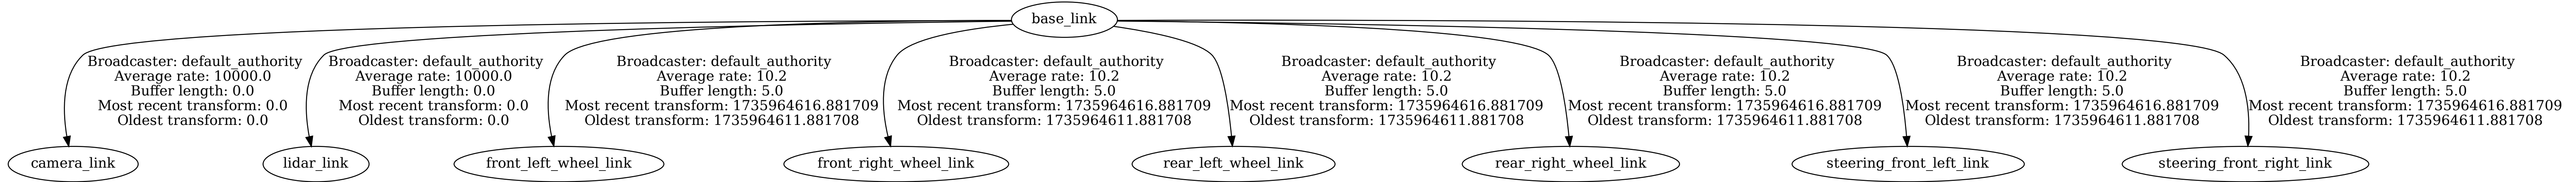 base_link
Broadcaster: default_authority
Average rate: 10000.0
Buffer length: 0.0
Most recent transform: 0.0
Oldest transform: 0.0
Broadcaster: default_authority
Average rate: 10000.0
Buffer length: 0.0
Most recent transform: 0.0
Oldest transform: 0.0
Broadcaster: default_authority
Average rate: 10.2
Buffer length: 5.0
Most recent transform: 1735964616.881709
Oldest transform: 1735964611.881708
Broadcaster: default_authority
Average rate: 10.2
Buffer length: 5.0
Most recent transform: 1735964616.881709
Oldest transform: 1735964611.881708
Broadcaster: default_authority
Average rate: 10.2
Buffer length: 5.0
Most recent transform: 1735964616.881709
Oldest transform: 1735964611.881708
Broadcaster: default_authority
Average rate: 10.2
Buffer length: 5.0
Most recent transform: 1735964616.881709
Oldest transform: 1735964611.881708
Broadcaster: default_authority
Average rate: 10.2
Buffer length: 5.0
Most recent transform: 1735964616.881709
Oldest transform: 1735964611.881708
Broadcaster: default_authority
Average rate: 10.2
Buffer length: 5.0
Most recent transform: 1735964616.881709
Oldest transform: 1735964611.881708
camera_link
lidar_link
front_left_wheel_link
front_right_wheel_link
rear_left_wheel_link
rear_right_wheel_link
steering_front_left_link
steering_front_right_link